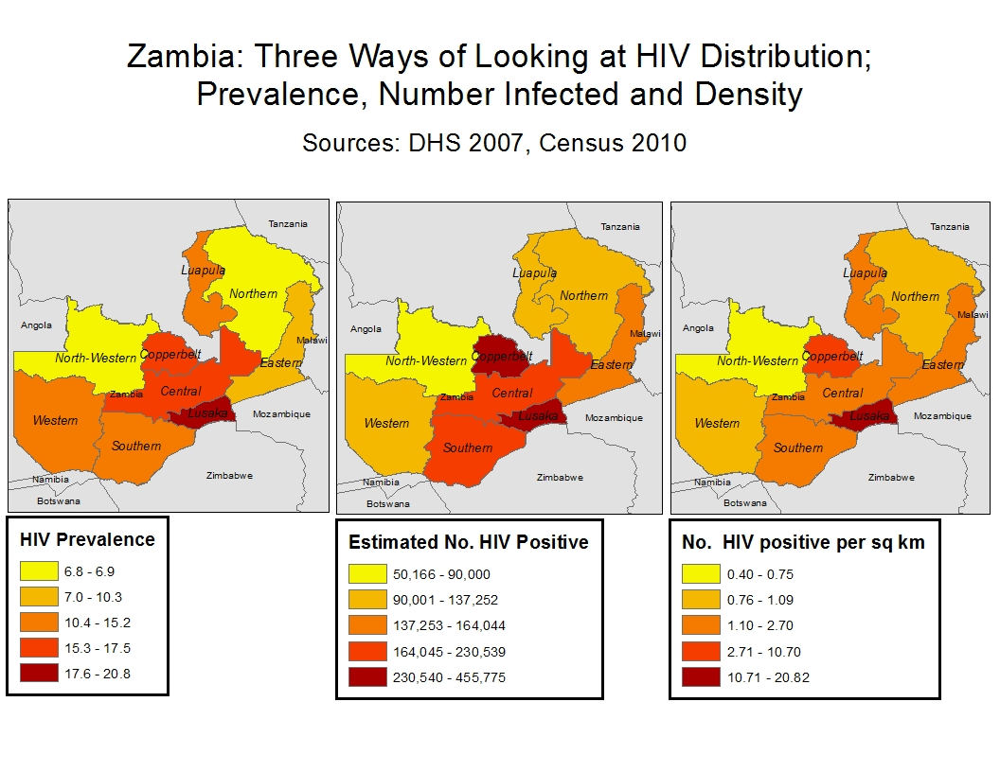 Zambia: Three Ways of Looking at HIV Distribution;
Prevalence, Number Infected and Density
Sources: DHS 2007, Census 2010
Tanzania
Luapula
Northern
Angola
Malawi
North-Western
Copperbelt
Eastern
Zambia
Central
Lusaka
Mozambique
Western
Southern
Namibia
Zimbabwe
Botswana
HIV Prevalence
6.8 - 6.9
7.0 - 10.3
10.4 - 15.2
15.3 - 17.5
17.6 - 20.8
Tanzania
Luapula
Northern
Angola
Malawi
North-Western
Copperbelt
Eastern
Zambia
Central
Lusaka
Mozambique
Western
Southern
Namibia
Zimbabwe
Botswana
Estimated No. HIV Positive
50,166 - 90,000
90,001 - 137,252
137,253 - 164,044
164,045 - 230,539
230,540 - 455,775
Tanzania
Luapula
Northern
Angola
Malawi
North-Western
Copperbelt
Eastern
Zambia
Central
Lusaka
Mozambique
Western
Southern
Namibia
Zimbabwe
Botswana
No. HIV positive per sq km
0.40 - 0.75
0.76 - 1.09
1.10 - 2.70
2.71 - 10.70
10.71 - 20.82